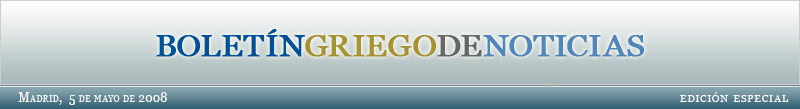 BOLETÍNGRIEGODENOTICIAS
MADRID, 5 DE MAYO DE 2008
EDICIÓN ESPECIAL